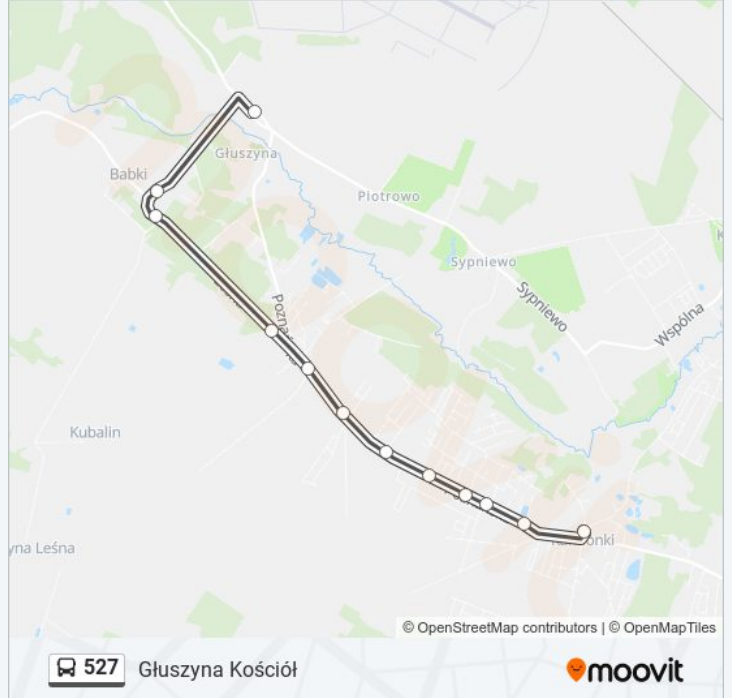 Głuszyna
Babki
Piotrowo
Sypniewo
Sypniewo
Wspólna
Kubalin
yna Leśna
© OpenStreetMap contributors | © OpenMapTiles
527 Głuszyna Kościół
moovit